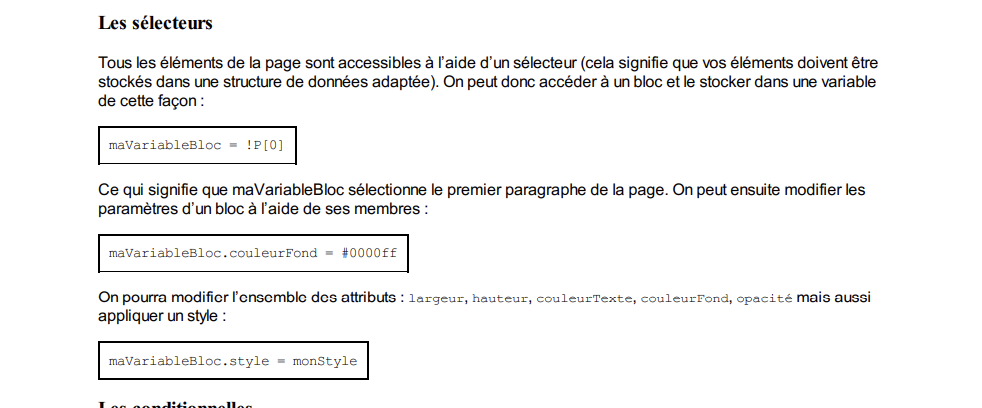 Les sélecteurs
Tous les éléments de la page sont accessibles à l’aide d’un sélecteur (cela signifie que vos éléments doivent être
stockés dans une structure de données adaptée). On peut donc accéder à un bloc et le stocker dans une variable
de cette façon :
maVariableBloc = !P[0]
Ce qui signifie que maVariableBloc sélectionne le premier paragraphe de la page. On peut ensuite modifier les
paramètres d’un bloc à l’aide de ses membres :
maVariableBloc.couleurFond = #0000ff
On pourra modifier l’ensemble des attributs : largeur, hauteur, couleurTexte, couleurFond, opacité mais aussi
appliquer un style :
maVariableBloc.style = monStyle
Les conditionnelles